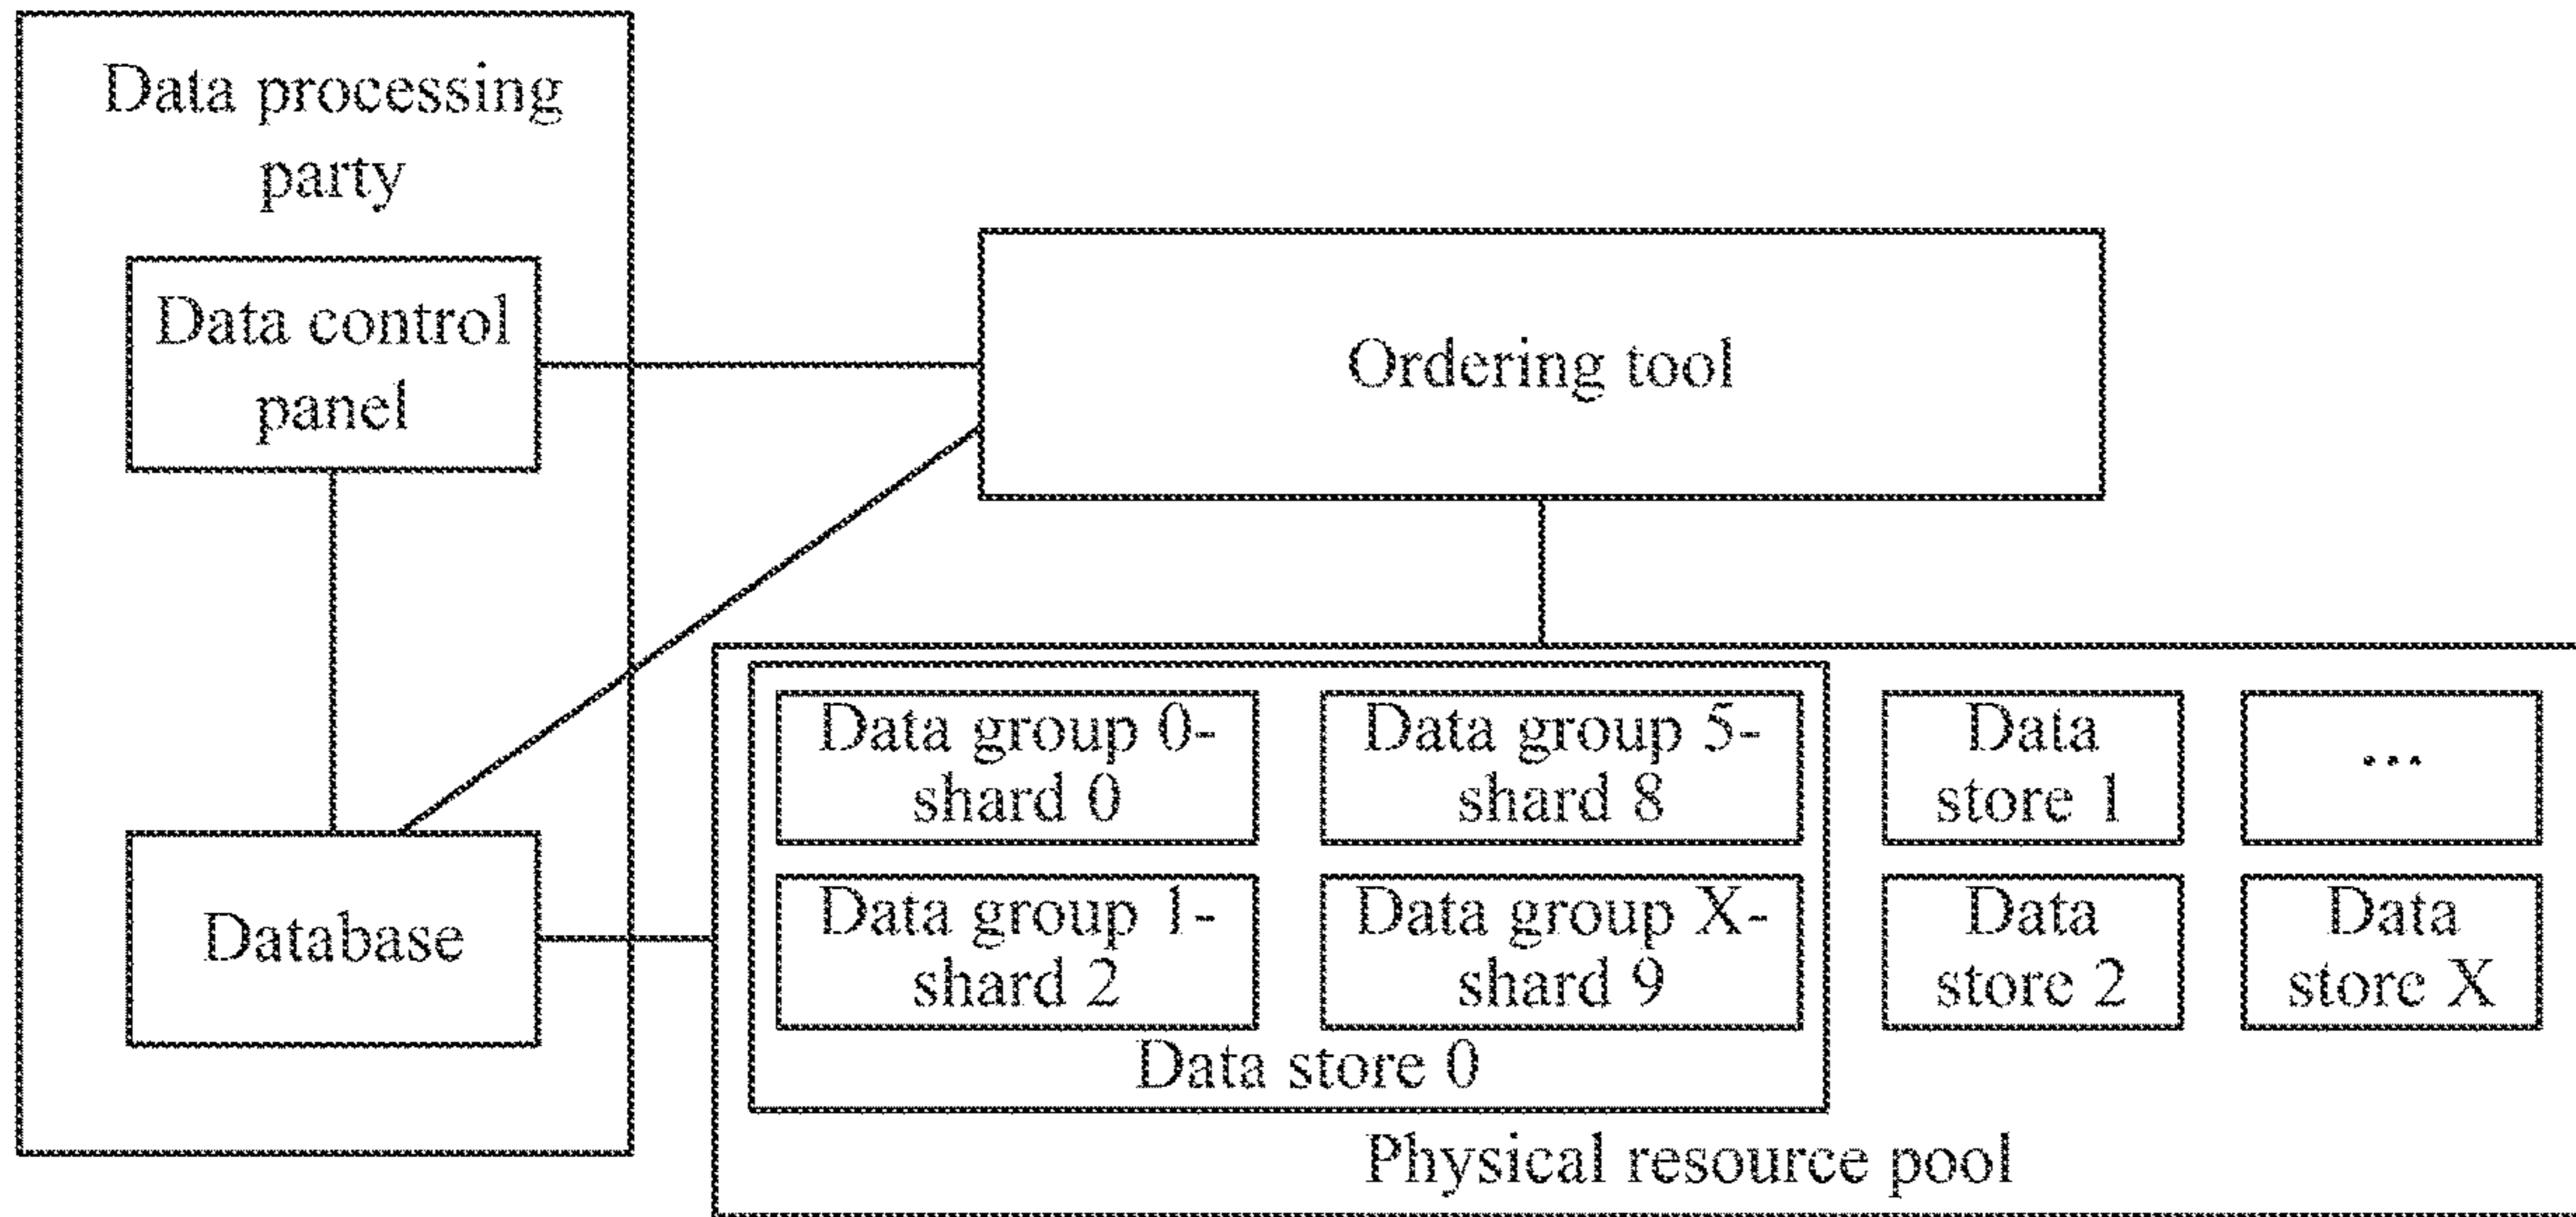 Data processing
party
Data control
panel
Ordering tool
Database
Data group 0-
shard 0
Data group 5-
shard 8
Data group 1-
shard 2
Data group X-
shard 9
Data store 0
Data
store 1
...
Data
store 2
Data
store X
Physical resource pool